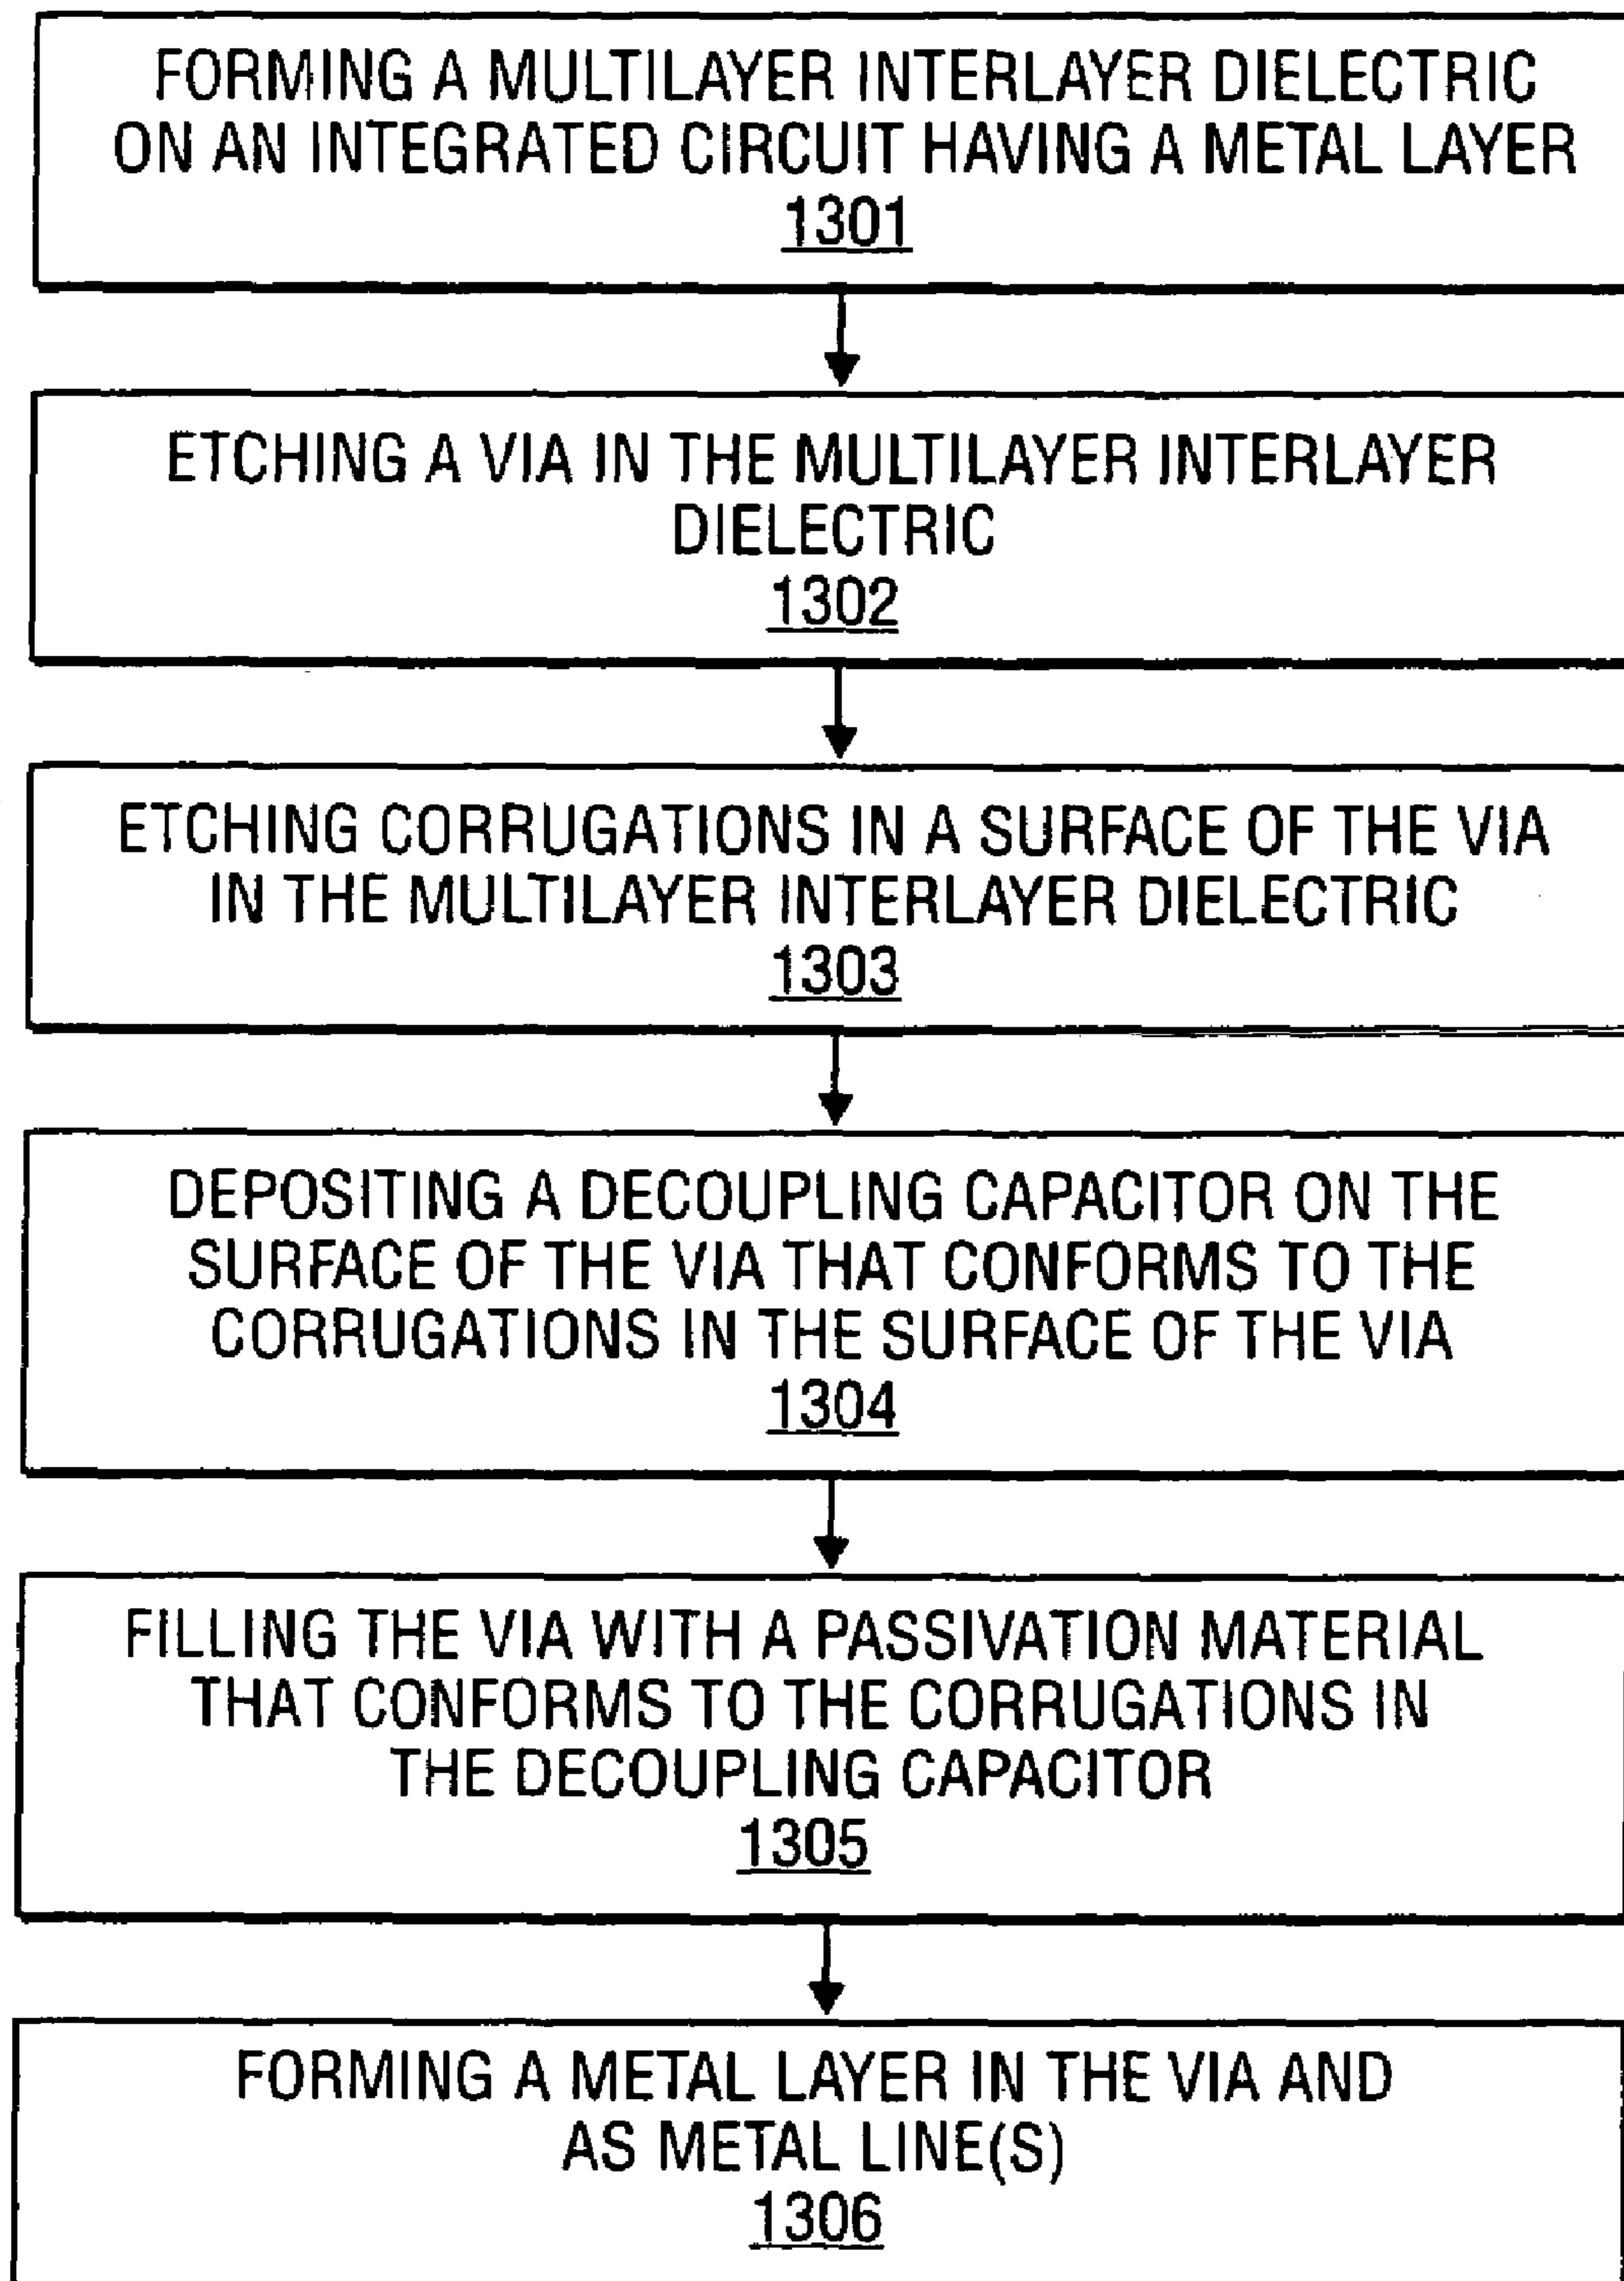 FORMING A MULTILAYER INTERLAYER DIELECTRIC
ON AN INTEGRATED CIRCUIT HAVING A METAL LAYER
1301
ETCHING A VIA IN THE MULTILAYER INTERLAYER
DIELECTRIC
1302
ETCHING CORRUGATIONS IN A SURFACE OF THE VIA
IN THE MULTILAYER INTERLAYER DIELECTRIC
1303
DEPOSITING A DECOUPLING CAPACITOR ON THE
SURFACE OF THE VIA THAT CONFORMS TO THE
CORRUGATIONS IN THE SURFACE OF THE VIA
1304
FILLING THE VIA WITH A PASSIVATION MATERIAL
THAT CONFORMS TO THE CORRUGATIONS IN
THE DECOUPLING CAPACITOR
1305
FORMING A METAL LAYER IN THE VIA AND
AS METAL LINE(S)
1306